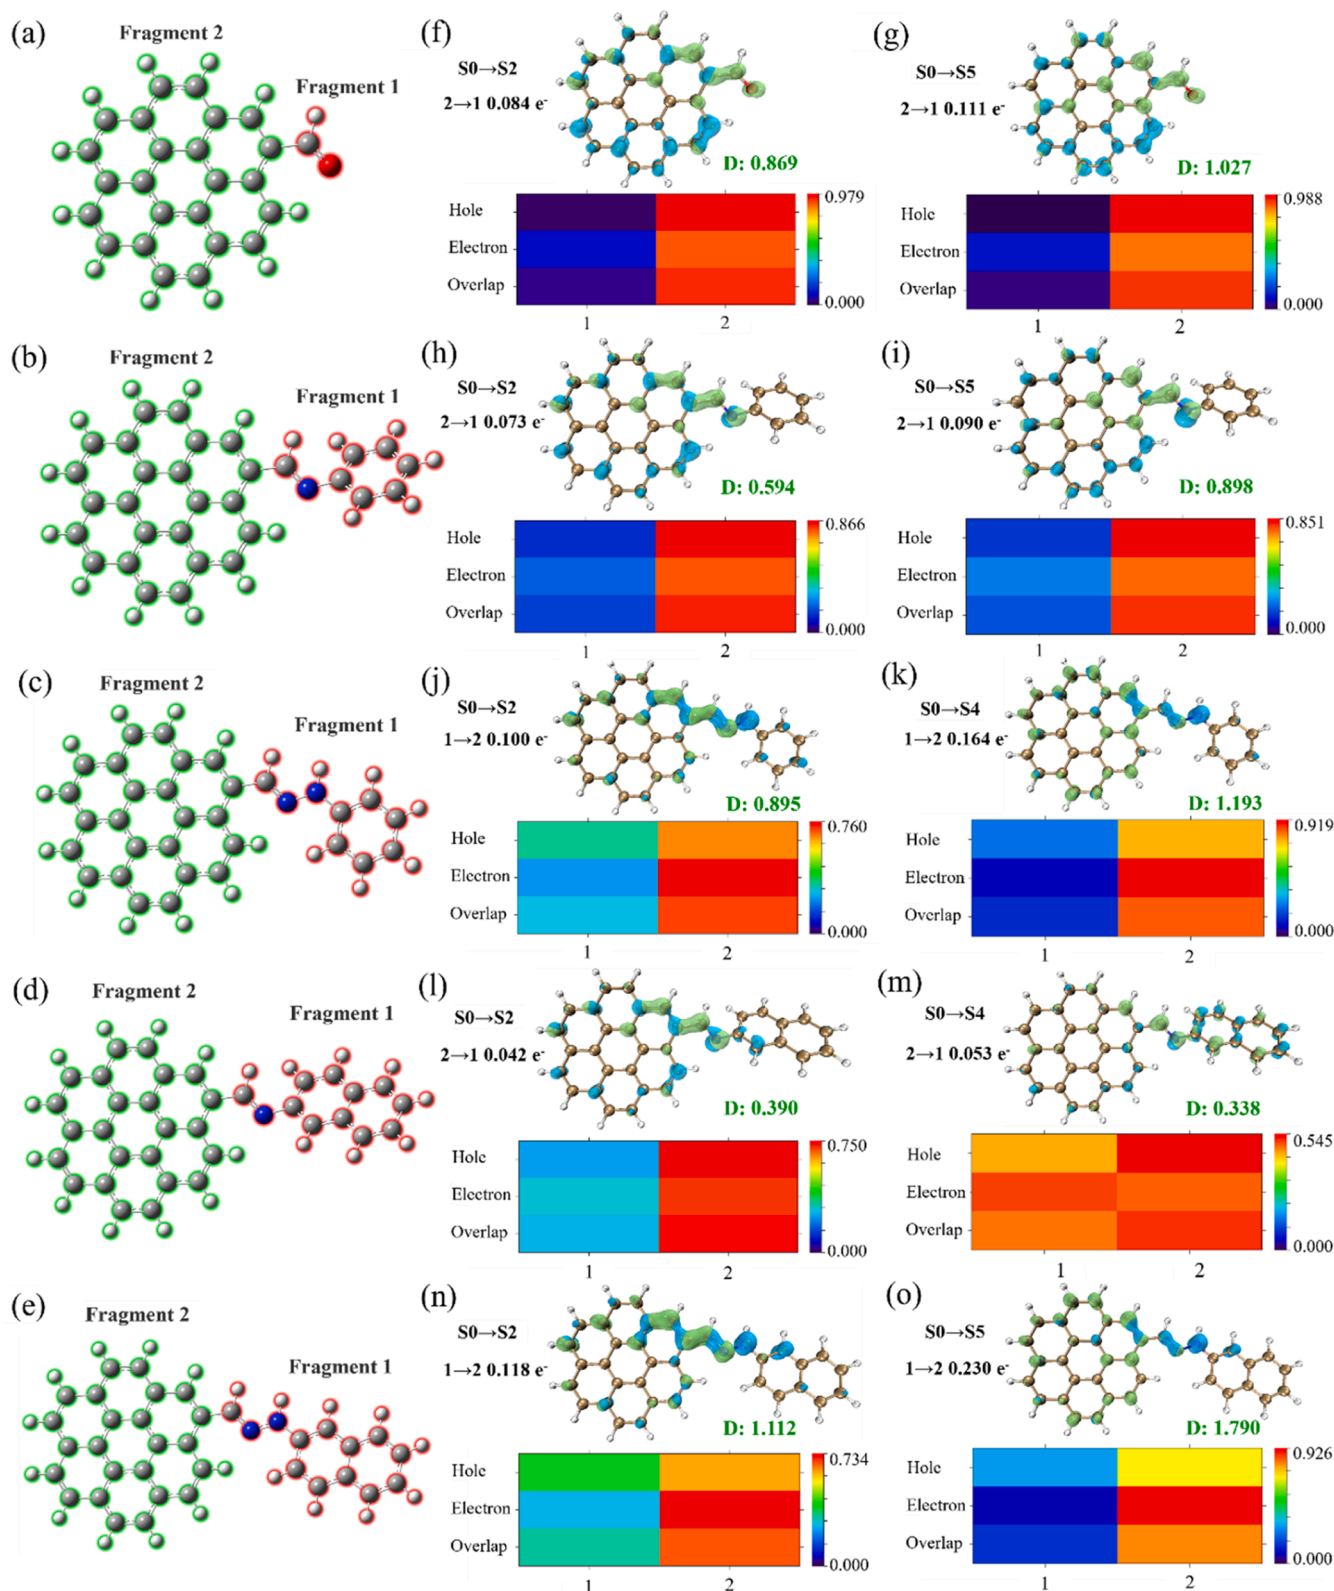 (a)
Fragment 2
Fragment 1
(f)
S0→S2
2→1 0.084 e⁻
D: 0.869
Hole
Electron
Overlap
1
2
0.979
0.000
(g)
S0→S5
2→1 0.111 e⁻
D: 1.027
Hole
Electron
Overlap
1
2
0.988
0.000
(b)
Fragment 2
Fragment 1
(h)
S0→S2
2→1 0.073 e⁻
D: 0.594
Hole
Electron
Overlap
1
2
0.866
0.000
(i)
S0→S5
2→1 0.090 e⁻
D: 0.898
Hole
Electron
Overlap
1
2
0.851
0.000
(c)
Fragment 2
Fragment 1
(j)
S0→S2
1→2 0.100 e⁻
D: 0.895
Hole
Electron
Overlap
1
2
0.760
0.000
(k)
S0→S4
1→2 0.164 e⁻
D: 1.193
Hole
Electron
Overlap
1
2
0.919
0.000
(d)
Fragment 2
Fragment 1
(l)
S0→S2
2→1 0.042 e⁻
D: 0.390
Hole
Electron
Overlap
1
2
0.750
0.000
(m)
S0→S4
2→1 0.053 e⁻
D: 0.338
Hole
Electron
Overlap
1
2
0.545
0.000
(e)
Fragment 2
Fragment 1
(n)
S0→S2
1→2 0.118 e⁻
D: 1.112
Hole
Electron
Overlap
1
2
0.734
0.000
(o)
S0→S5
1→2 0.230 e⁻
D: 1.790
Hole
Electron
Overlap
1
2
0.926
0.000